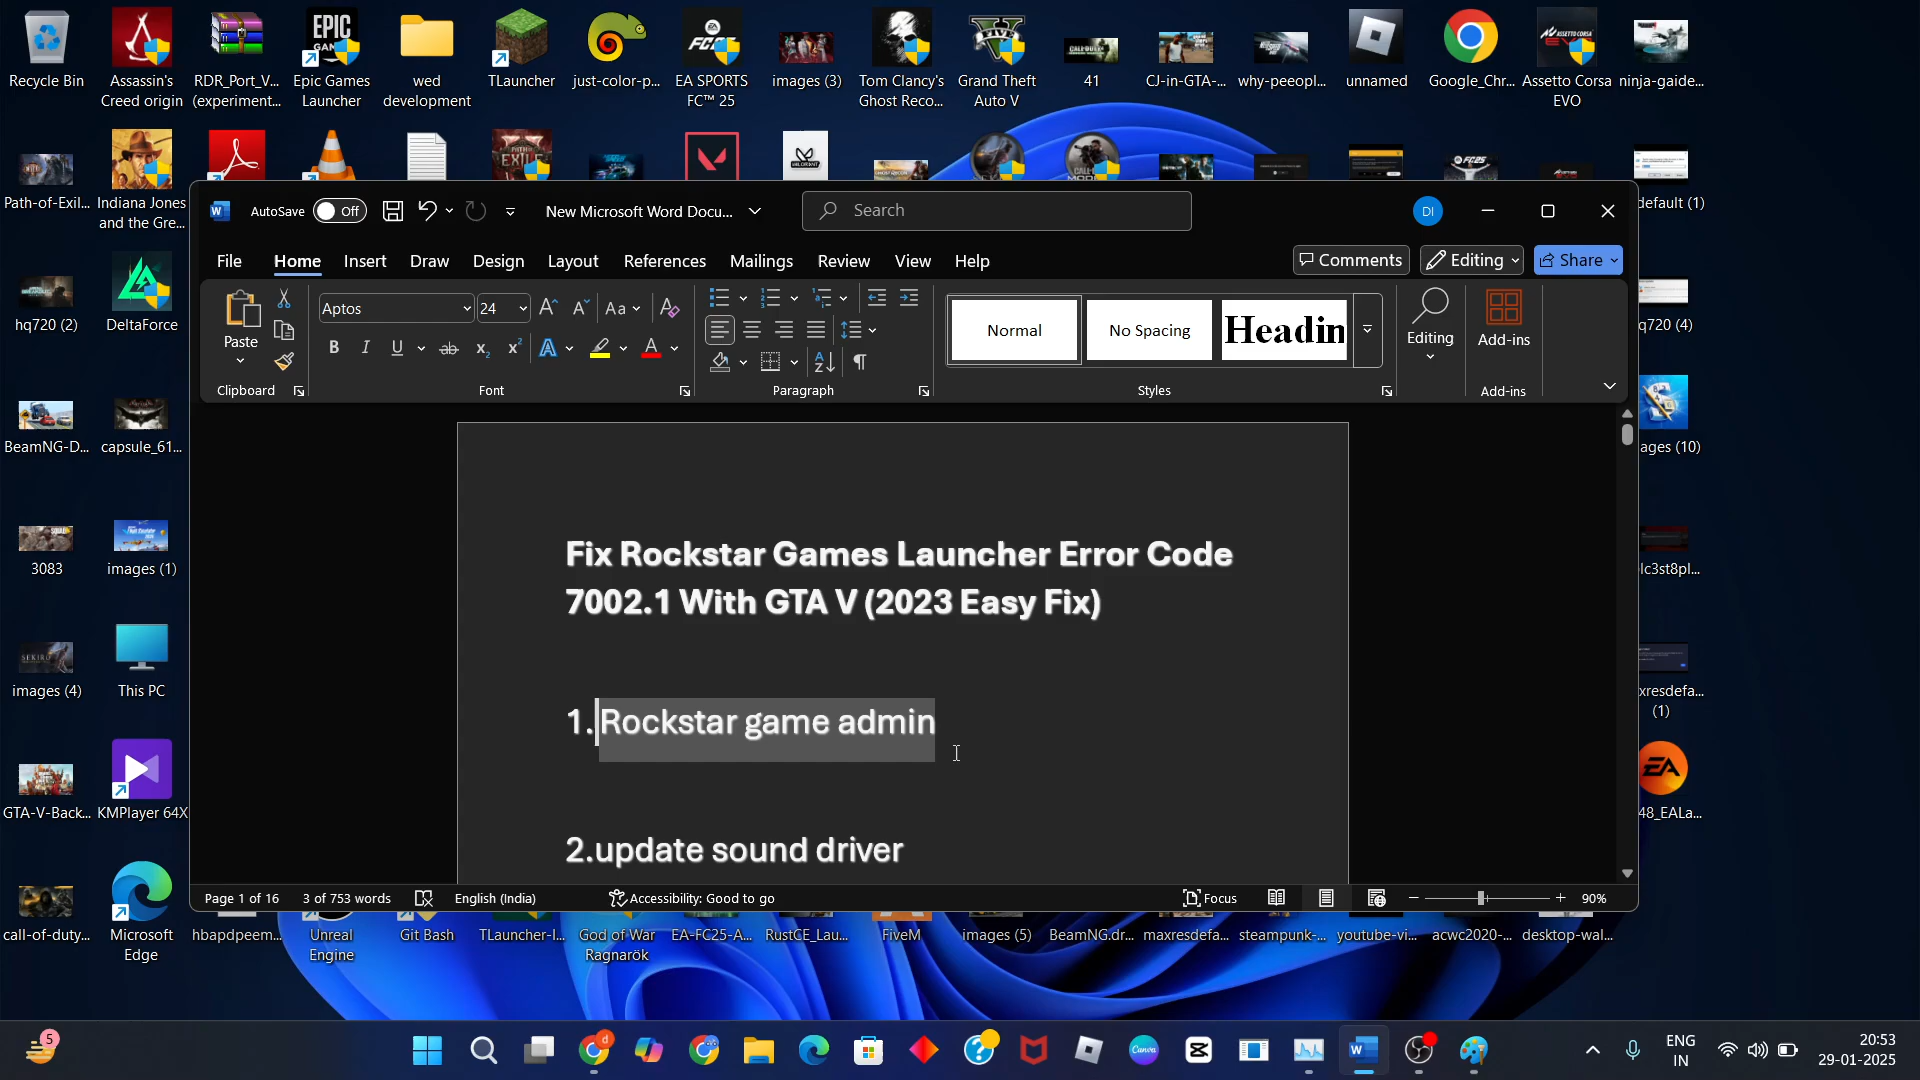 Recycle Bin
Assassin's Creed origin
RDR_Port_V... (experiment...
Epic Games Launcher
wed development
TLauncher
just-color-p...
EA SPORTS FC™ 25
images (3)
Tom Clancy's Ghost Reco...
Grand Theft Auto V
41
CJ-in-GTA-...
why-peeopl...
unnamed
Google_Chr...
Assetto Corsa EVO
ninja-gaide...
Path-of-Exil...
Indiana Jones and the Gre...
default (1)
AutoSave Off
New Microsoft Word Docu...
Search
DI
File Home Insert Draw Design Layout References Mailings Review View Help
Comments Editing Share
Paste
Aptos 24
Normal
No Spacing
Headin
Editing
Add-ins
Clipboard Font Paragraph Styles Add-ins
hq720 (2)
DeltaForce
q720 (4)
BeamNG-D...
capsule_61...
ages (10)
3083
images (1)
lc3st8pl...
images (4)
This PC
xresdefa... (1)
GTA-V-Back...
KMPlayer 64X
48_EALa...
Fix Rockstar Games Launcher Error Code
7002.1 With GTA V (2023 Easy Fix)
1.Rockstar game admin
2.update sound driver
Page 1 of 16 3 of 753 words English (India) Accessibility: Good to go Focus 90%
call-of-duty...
Microsoft Edge
hbapdpeem...
Unreal Engine
Git Bash
TLauncher-I...
God of War Ragnarök
EA-FC25-A...
RustCE_Lau...
FiveM
images (5)
BeamNG.dr...
maxresdefa...
steampunk-...
youtube-vi...
acwc2020-...
desktop-wal...
5
ENG
IN
20:53
29-01-2025